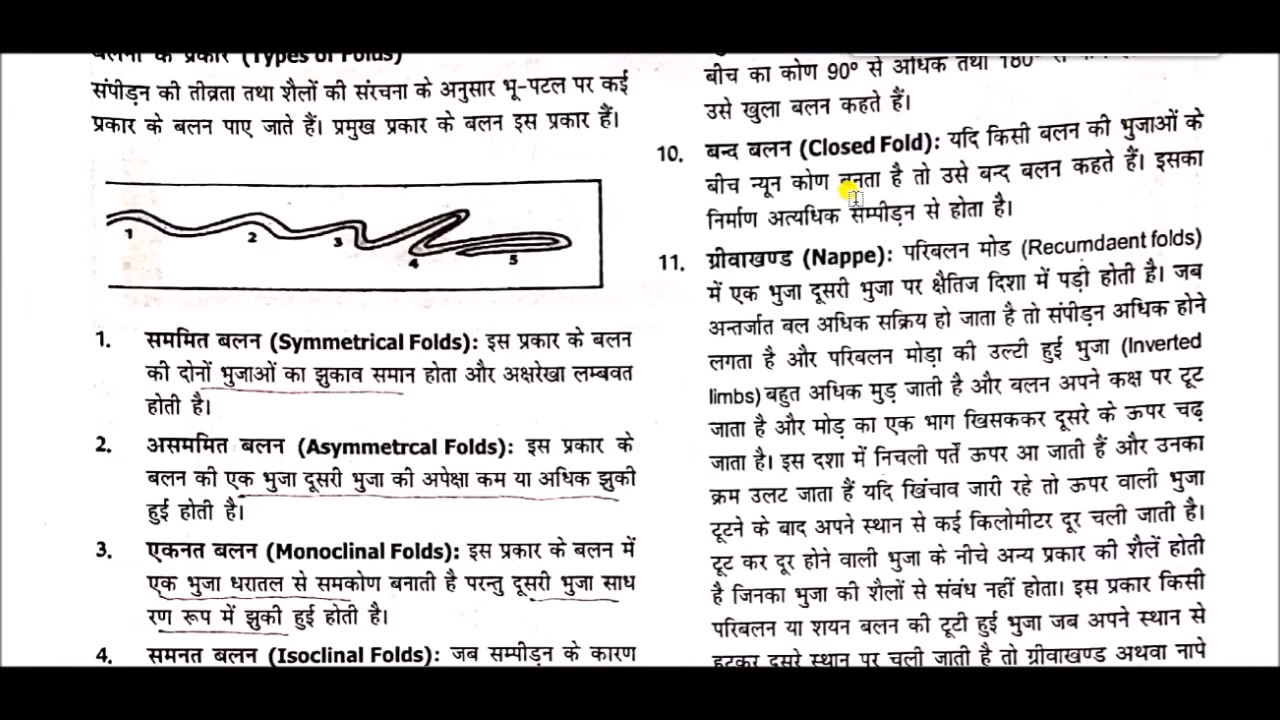 बलनों के प्रकार (Types of Folds)
संपीड़न की तीव्रता तथा शैलों की संरचना के अनुसार भू-पटल पर कई
प्रकार के बलन पाए जाते हैं। प्रमुख प्रकार के बलन इस प्रकार हैं।
1 2 3 4 5
1. सममित बलन (Symmetrical Folds): इस प्रकार के बलन
की दोनों भुजाओं का झुकाव समान होता और अक्षरेखा लम्बवत
होती है।
2. असममित बलन (Asymmetrcal Folds): इस प्रकार के
बलन की एक भुजा दूसरी भुजा की अपेक्षा कम या अधिक झुकी
हुई होती है।
3. एकनत बलन (Monoclinal Folds): इस प्रकार के बलन में
एक भुजा धरातल से समकोण बनाती है परन्तु दूसरी भुजा साध
रण रूप में झुकी हुई होती है।
4. समनत बलन (Isoclinal Folds): जब सम्पीड़न के कारण
बीच का कोण 90° से अधिक तथा 180° से
उसे खुला बलन कहते हैं।
10. बन्द बलन (Closed Fold): यदि किसी बलन की भुजाओं के
बीच न्यून कोण बनता है तो उसे बन्द बलन कहते हैं। इसका
निर्माण अत्यधिक सम्पीड़न से होता है।
11. ग्रीवाखण्ड (Nappe): परिबलन मोड (Recumdaent folds)
में एक भुजा दूसरी भुजा पर क्षैतिज दिशा में पड़ी होती है। जब
अन्तर्जात बल अधिक सक्रिय हो जाता है तो संपीड़न अधिक होने
लगता है और परिबलन मोड़ा की उल्टी हुई भुजा (Inverted
limbs) बहुत अधिक मुड़ जाती है और बलन अपने कक्ष पर टूट
जाता है और मोड़ का एक भाग खिसककर दूसरे के ऊपर चढ़
जाता है। इस दशा में निचली पर्तें ऊपर आ जाती हैं और उनका
क्रम उलट जाता हैं यदि खिंचाव जारी रहे तो ऊपर वाली भुजा
टूटने के बाद अपने स्थान से कई किलोमीटर दूर चली जाती है।
टूट कर दूर होने वाली भुजा के नीचे अन्य प्रकार की शैलें होती
है जिनका भुजा की शैलों से संबंध नहीं होता। इस प्रकार किसी
परिबलन या शयन बलन की टूटी हुई भुजा जब अपने स्थान से
हटकर दूसरे स्थान पर चली जाती है तो ग्रीवाखण्ड अथवा नापे